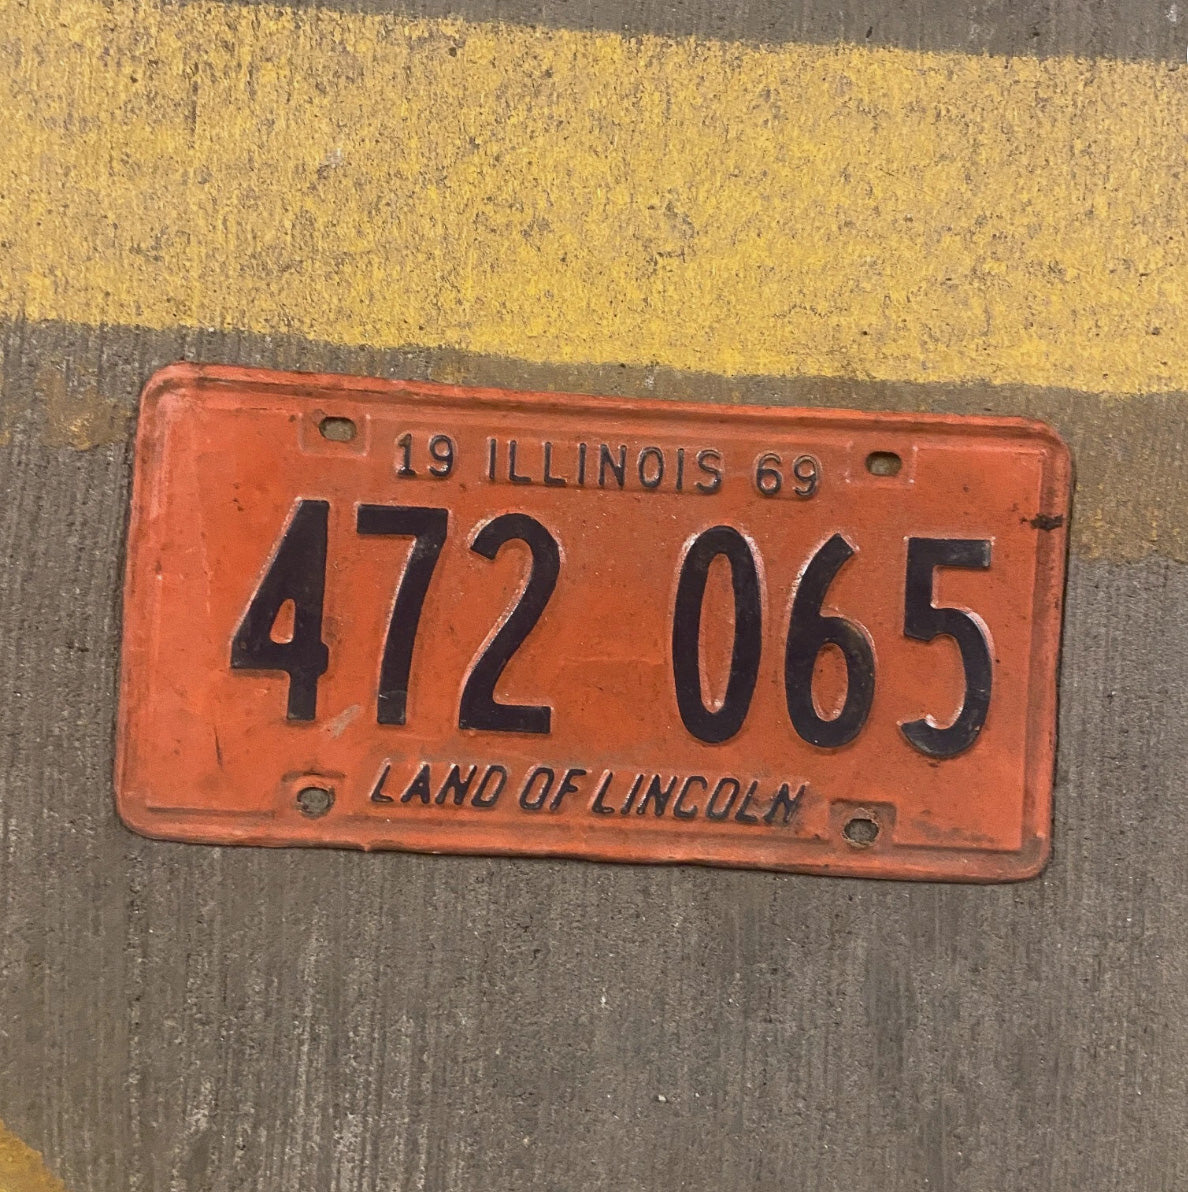 19 ILLINOIS 69
472 065
LAND OF LINCOLN